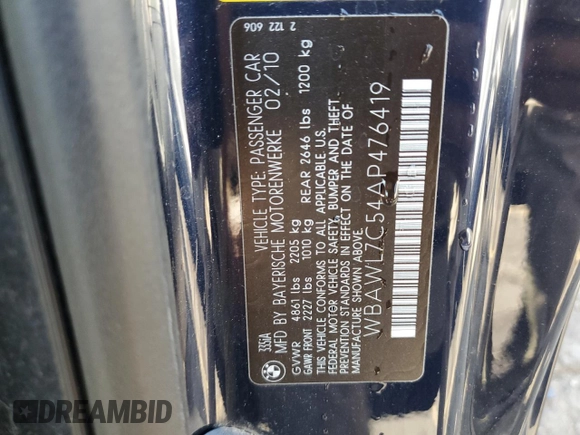 335iA
2 122 606
VEHICLE TYPE: PASSENGER CAR
MFD BY BAYERISCHE MOTORENWERKE 02/10
GVWR 4861 lbs 2205 kg
GAWR FRONT 2227 lbs 1010 kg REAR 2646 lbs 1200 kg
THIS VEHICLE CONFORMS TO ALL APPLICABLE U.S.
FEDERAL MOTOR VEHICLE SAFETY, BUMPER AND THEFT
PREVENTION STANDARDS IN EFFECT ON THE DATE OF
MANUFACTURE SHOWN ABOVE.
WBAWL7C54AP476419
DREAMBID